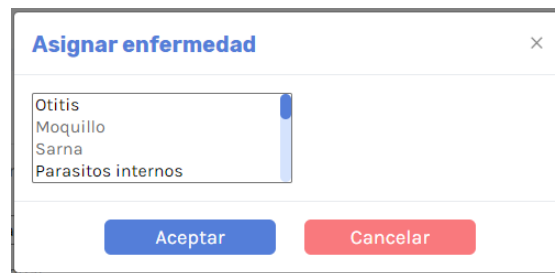 Asignar enfermedad
Otitis
Moquillo
Sarna
Parasitos internos
Aceptar
Cancelar